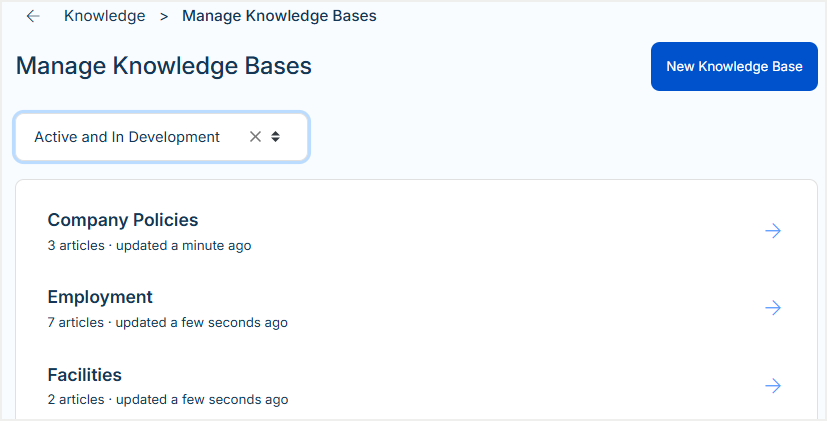 Knowledge > Manage Knowledge Bases
Manage Knowledge Bases
New Knowledge Base
Active and In Development
Company Policies
3 articles · updated a minute ago
Employment
7 articles · updated a few seconds ago
Facilities
2 articles · updated a few seconds ago